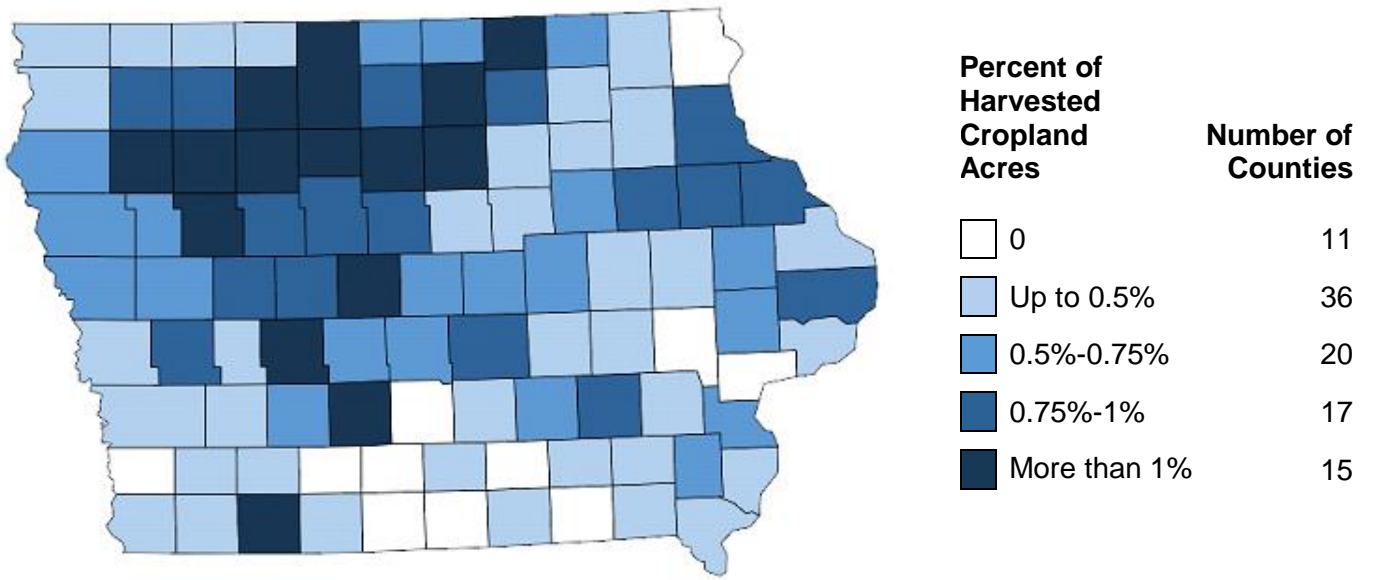 Percent of
Harvested
Cropland
Acres
Number of
Counties
0 11
Up to 0.5% 36
0.5%-0.75% 20
0.75%-1% 17
More than 1% 15